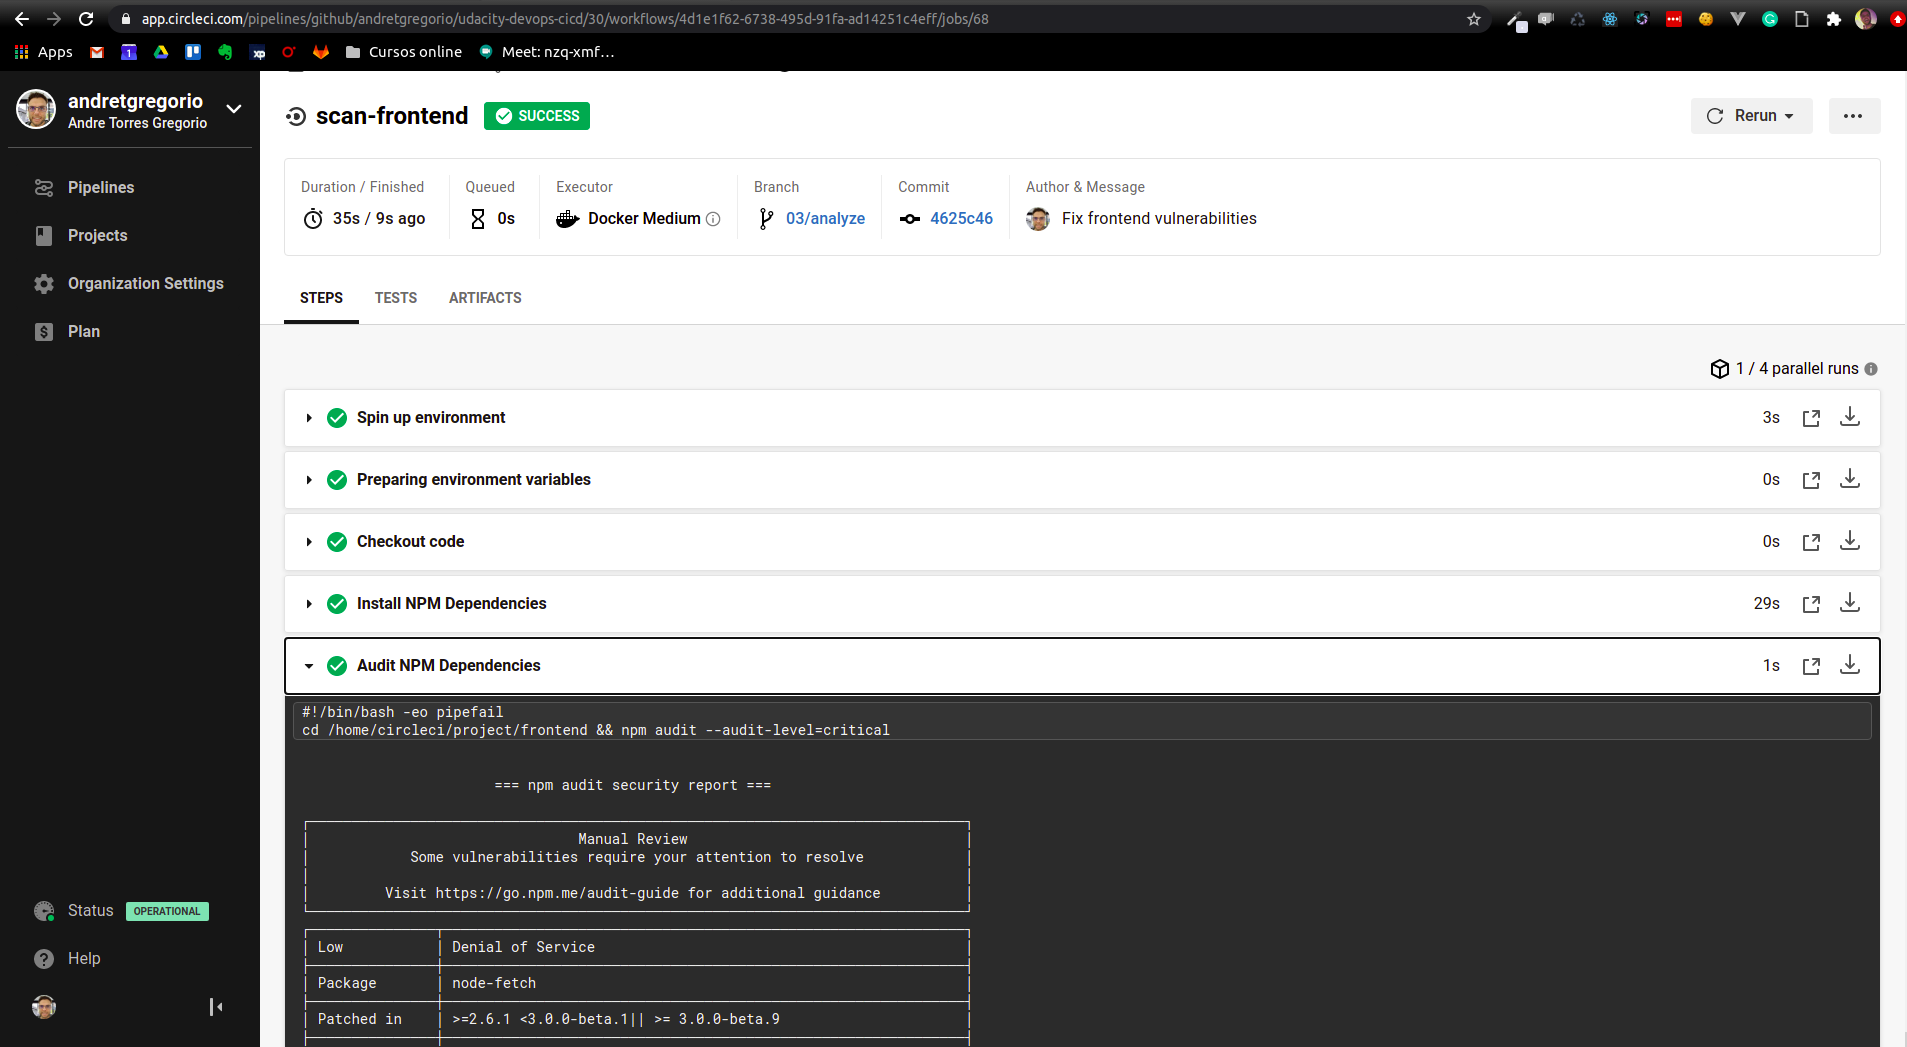 app.circleci.com/pipelines/github/andretgregorio/udacity-devops-cicd/30/workflows/4d1e1f62-6738-495d-91fa-ad14251c4eff/jobs/68
Apps
1
xp
Cursos online
Meet: nzq-xmf…
andretgregorio
Andre Torres Gregorio
Pipelines
Projects
Organization Settings
Plan
Status OPERATIONAL
Help
scan-frontend SUCCESS
Rerun
Duration / Finished
35s / 9s ago
Queued
0s
Executor
Docker Medium
Branch
03/analyze
Commit
4625c46
Author & Message
Fix frontend vulnerabilities
STEPS TESTS ARTIFACTS
1 / 4 parallel runs
Spin up environment 3s
Preparing environment variables 0s
Checkout code 0s
Install NPM Dependencies 29s
Audit NPM Dependencies 1s
#!/bin/bash -eo pipefail
cd /home/circleci/project/frontend && npm audit --audit-level=critical
=== npm audit security report ===
Manual Review
Some vulnerabilities require your attention to resolve
Visit https://go.npm.me/audit-guide for additional guidance
Low Denial of Service
Package node-fetch
Patched in >=2.6.1 <3.0.0-beta.1|| >= 3.0.0-beta.9